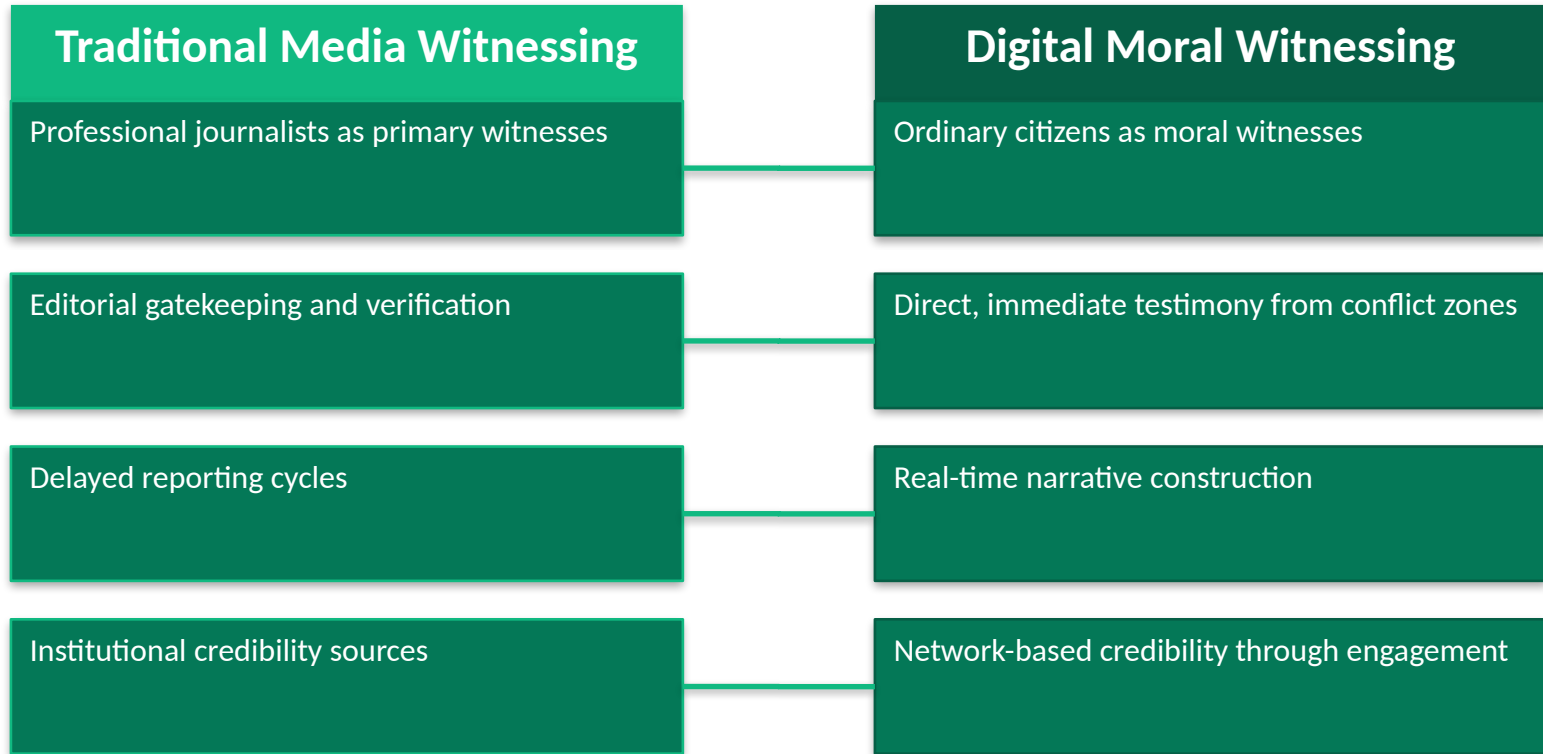 Traditional Media Witnessing
Digital Moral Witnessing
Professional journalists as primary witnesses
Ordinary citizens as moral witnesses
Editorial gatekeeping and verification
Direct, immediate testimony from conflict zones
Delayed reporting cycles
Real-time narrative construction
Institutional credibility sources
Network-based credibility through engagement